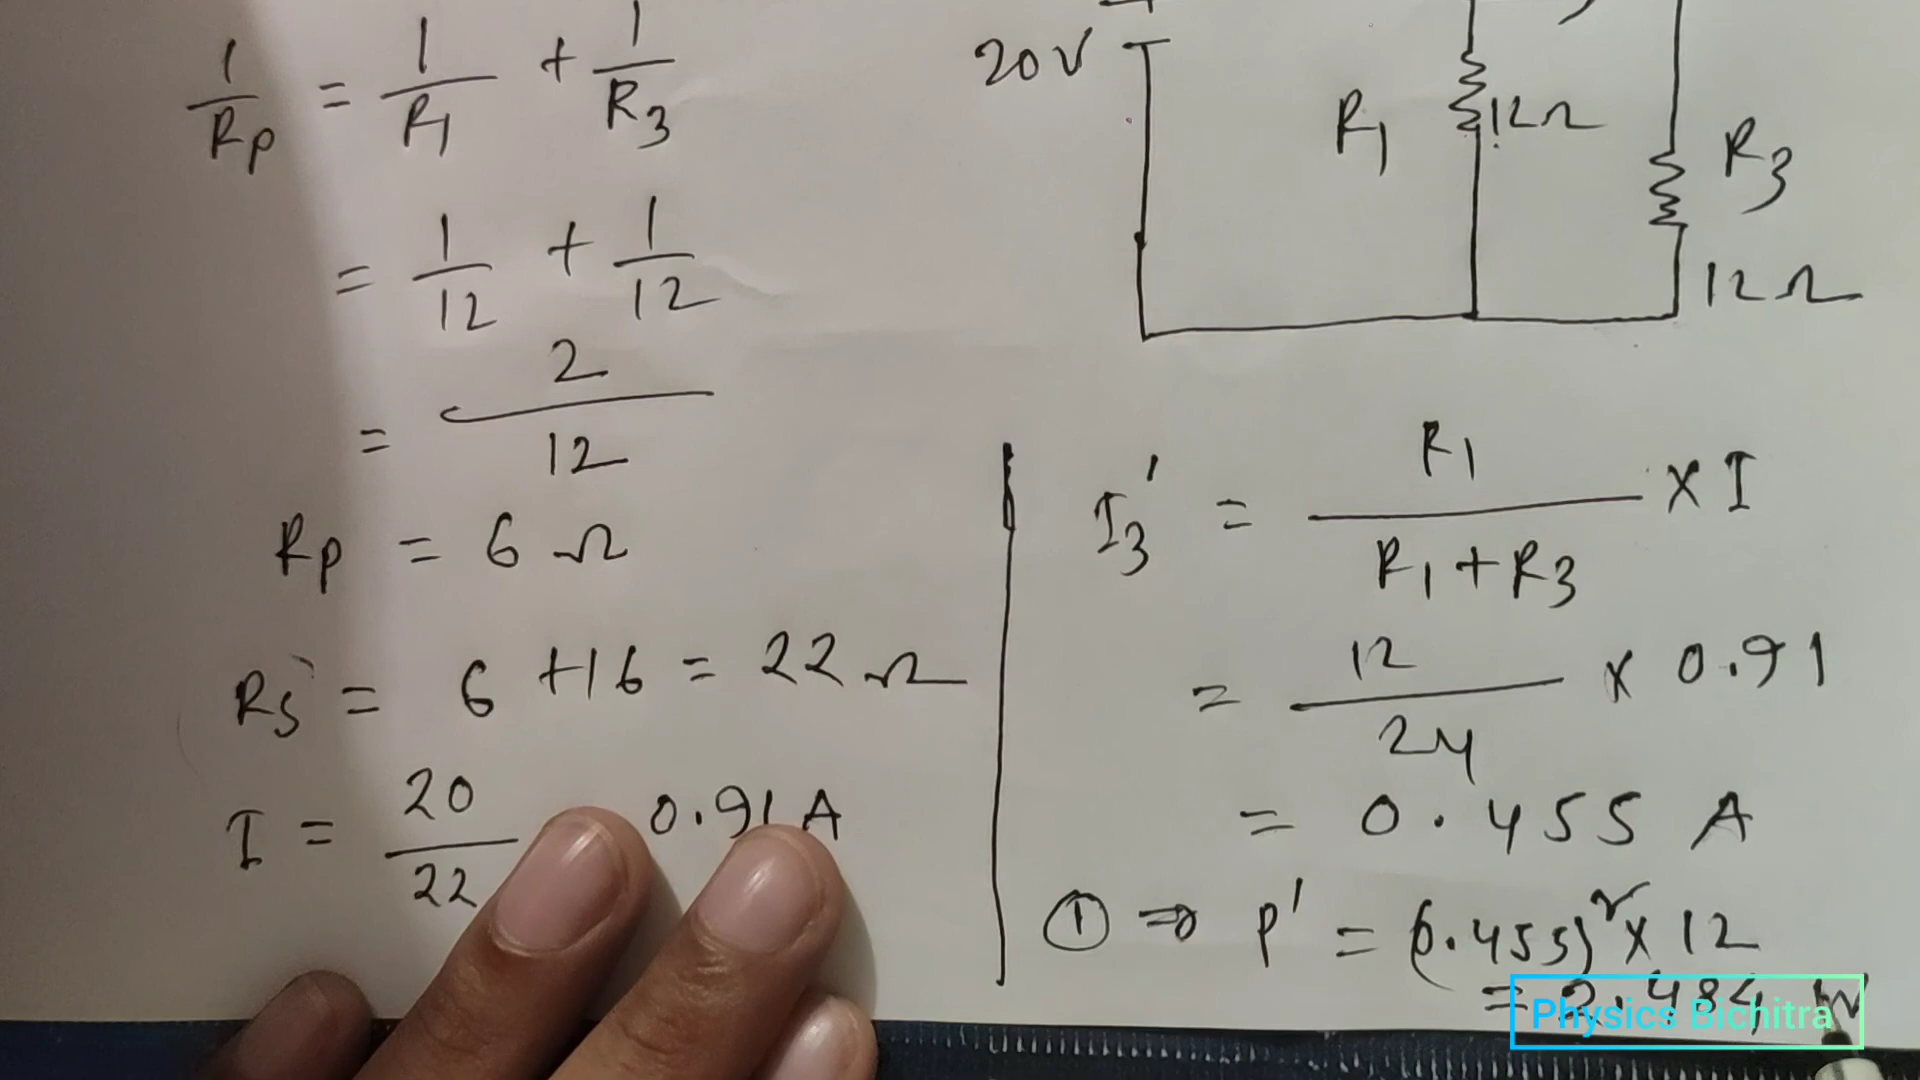 1/Rp = 1/R1 + 1/R3
= 1/12 + 1/12
= 2/12
Rp = 6 Ω
Rs = 6 + 16 = 22 Ω
I = 20/22 0.91 A
20V
R1
12Ω
R3
12Ω
I3' = R1/(R1+R3) × I
= 12/24 × 0.91
= 0.455 A
① ⇒ P' = (0.455)² × 12
= 2.484 W
Physics Bichitra